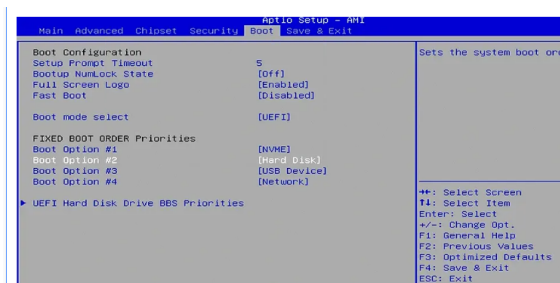 Aptio Setup - AMI
Main Advanced Chipset Security Boot Save & Exit
Boot Configuration
Setup Prompt Timeout 5
Bootup NumLock State [Off]
Full Screen Logo [Enabled]
Fast Boot [Disabled]
Boot mode select [UEFI]
FIXED BOOT ORDER Priorities
Boot Option #1 [NVME]
Boot Option #2 [Hard Disk]
Boot Option #3 [USB Device]
Boot Option #4 [Network]
UEFI Hard Disk Drive BBS Priorities
Sets the system boot ord
→←: Select Screen
↑↓: Select Item
Enter: Select
+/-: Change Opt.
F1: General Help
F2: Previous Values
F3: Optimized Defaults
F4: Save & Exit
ESC: Exit